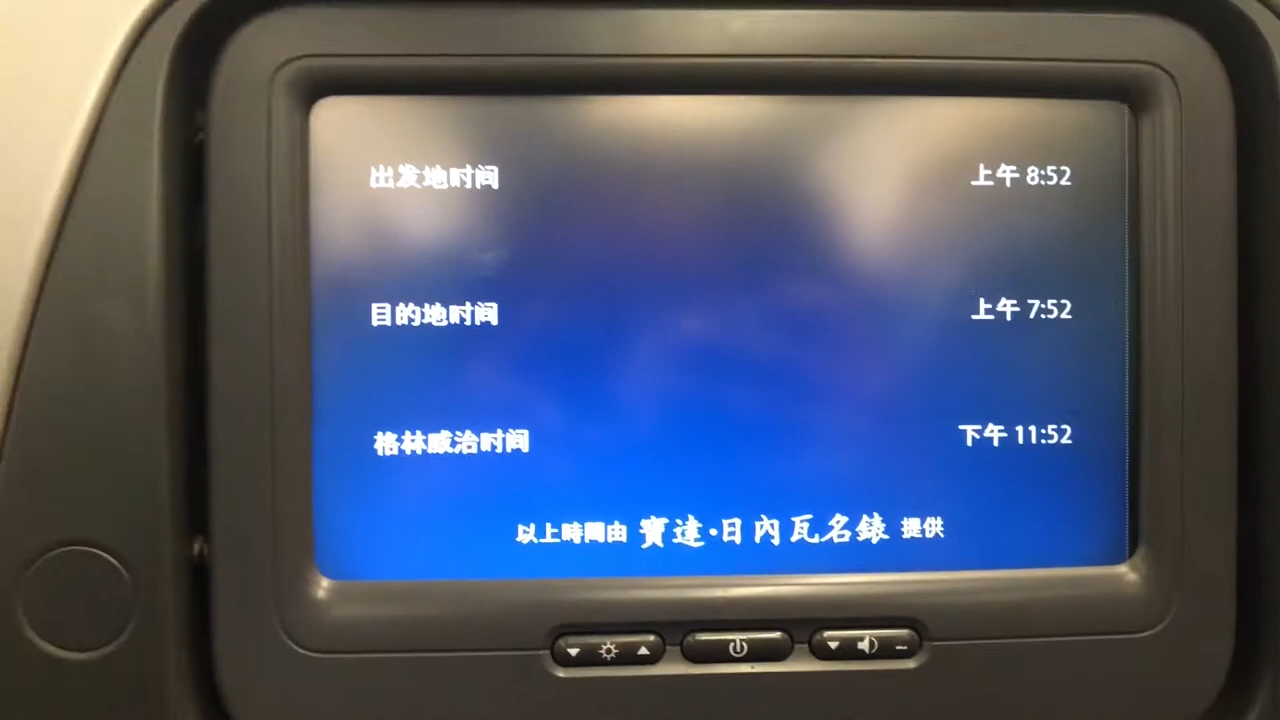 出发地时间 上午 8:52
目的地时间 上午 7:52
格林威治时间 下午 11:52
以上時間由 寶達·日內瓦名錶 提供